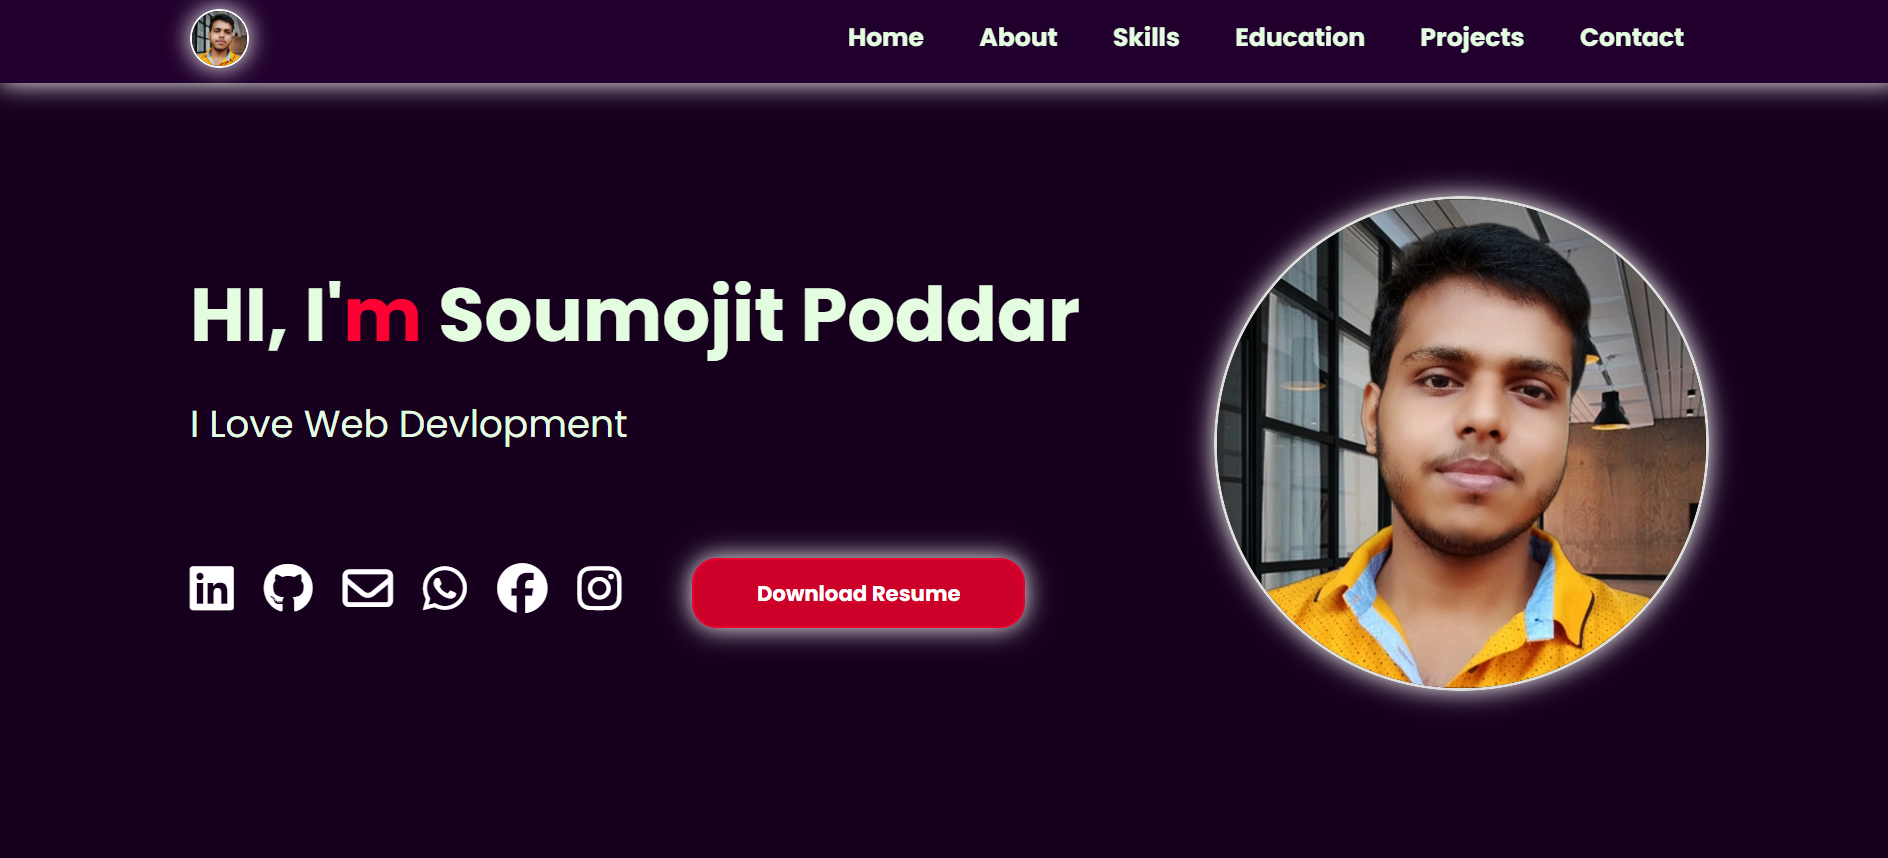 Home About Skills Education Projects Contact
HI, I'm Soumojit Poddar
I Love Web Devlopment
Download Resume